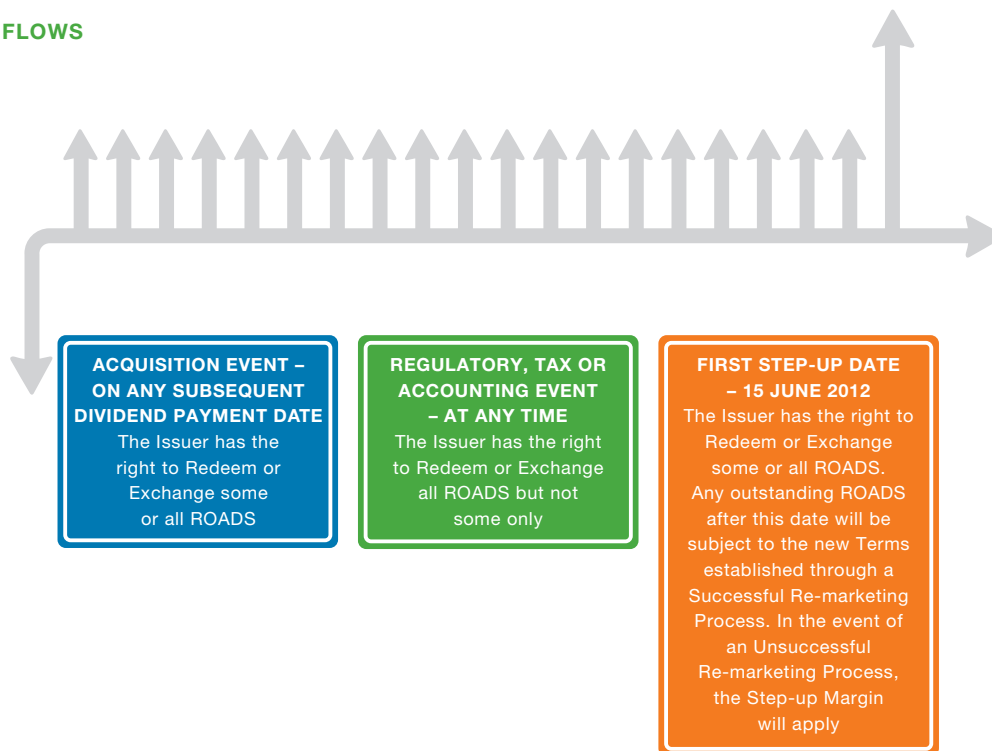 FLOWS
ACQUISITION EVENT –
ON ANY SUBSEQUENT
DIVIDEND PAYMENT DATE
The Issuer has the
right to Redeem or
Exchange some
or all ROADS
REGULATORY, TAX OR
ACCOUNTING EVENT
– AT ANY TIME
The Issuer has the right
to Redeem or Exchange
all ROADS but not
some only
FIRST STEP-UP DATE
– 15 JUNE 2012
The Issuer has the right to
Redeem or Exchange
some or all ROADS.
Any outstanding ROADS
after this date will be
subject to the new Terms
established through a
Successful Re-marketing
Process. In the event of
an Unsuccessful
Re-marketing Process,
the Step-up Margin
will apply